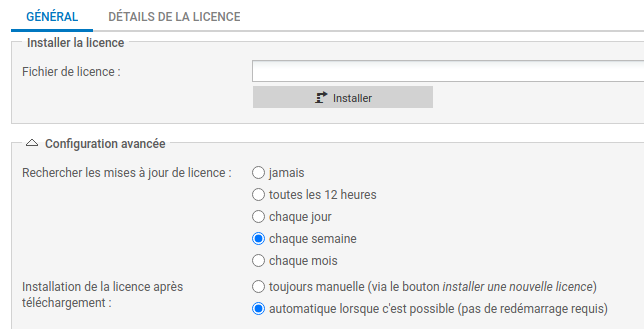 GÉNÉRAL DÉTAILS DE LA LICENCE
Installer la licence
Fichier de licence :
Installer
Configuration avancée
Rechercher les mises à jour de licence : jamais
toutes les 12 heures
chaque jour
chaque semaine
chaque mois
Installation de la licence après téléchargement : toujours manuelle (via le bouton installer une nouvelle licence)
automatique lorsque c'est possible (pas de redémarrage requis)